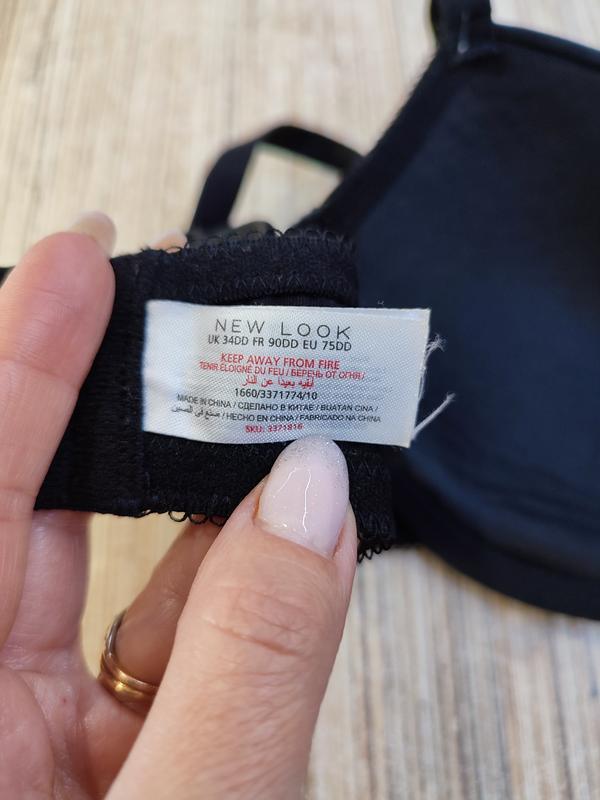 NEW LOOK
UK 34DD FR 90DD EU 75DD
KEEP AWAY FROM FIRE
TENIR ÉLOIGNÉ DU FEU / БЕРЕЧЬ ОТ ОГНЯ /
أبقيه بعيدا عن النار
1660/3371774/10
MADE IN CHINA / СДЕЛАНО В КИТАЕ / BUATAN CINA /
صنع في الصين / HECHO EN CHINA / FABRICADO NA CHINA
SKU: 3371816